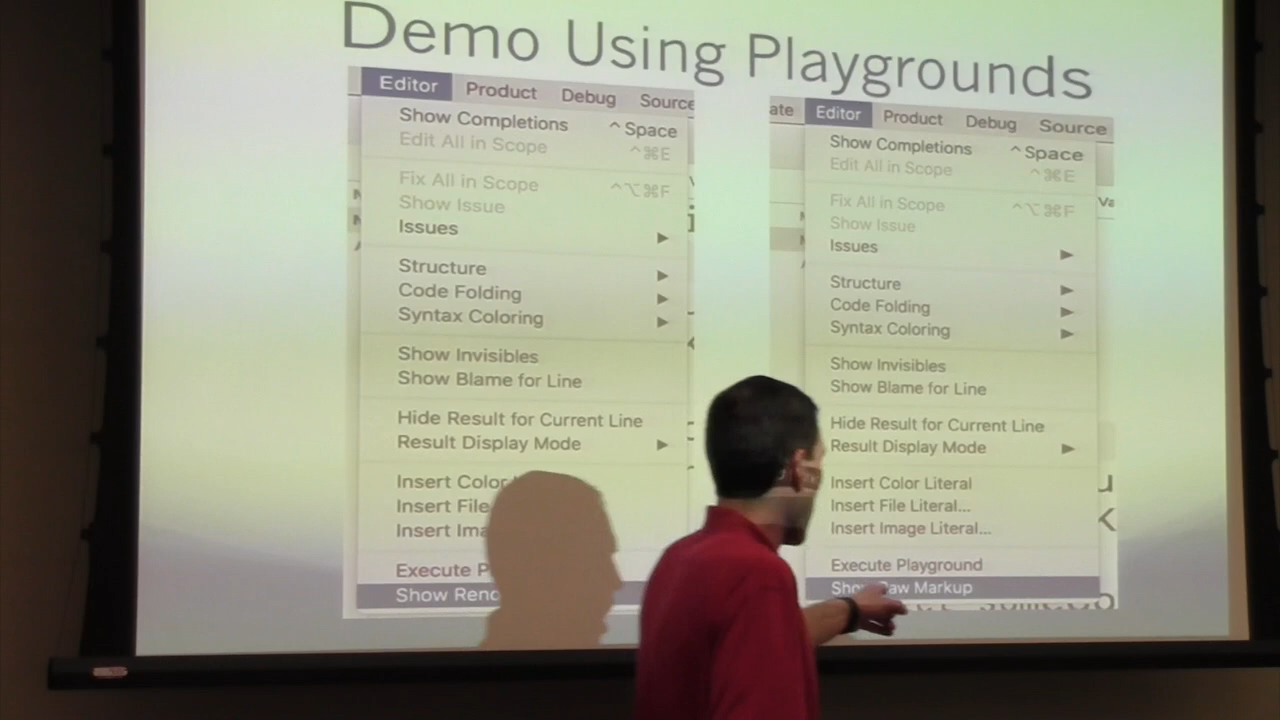 Demo Using Playgrounds
Editor Product Debug Source
Show Completions ^ Space
Edit All in Scope ^⌘E
Fix All in Scope ^⌥⌘F
Show Issue
Issues ▶
Structure ▶
Code Folding ▶
Syntax Coloring ▶
Show Invisibles
Show Blame for Line
Hide Result for Current Line
Result Display Mode ▶
Insert Color
Insert File
Insert
Execute
Show
ate Editor Product Debug Source
Show Completions ^ Space
Edit All in Scope ^⌘E
Fix All in Scope ^⌥⌘F
Show Issue
Issues ▶
Structure ▶
Code Folding ▶
Syntax Coloring ▶
Show Invisibles
Show Blame for Line
Hide Result for Current Line
Result Display Mode ▶
Insert Color Literal
Insert File Literal...
Insert Image Literal...
Execute Playground
Show Raw Markup